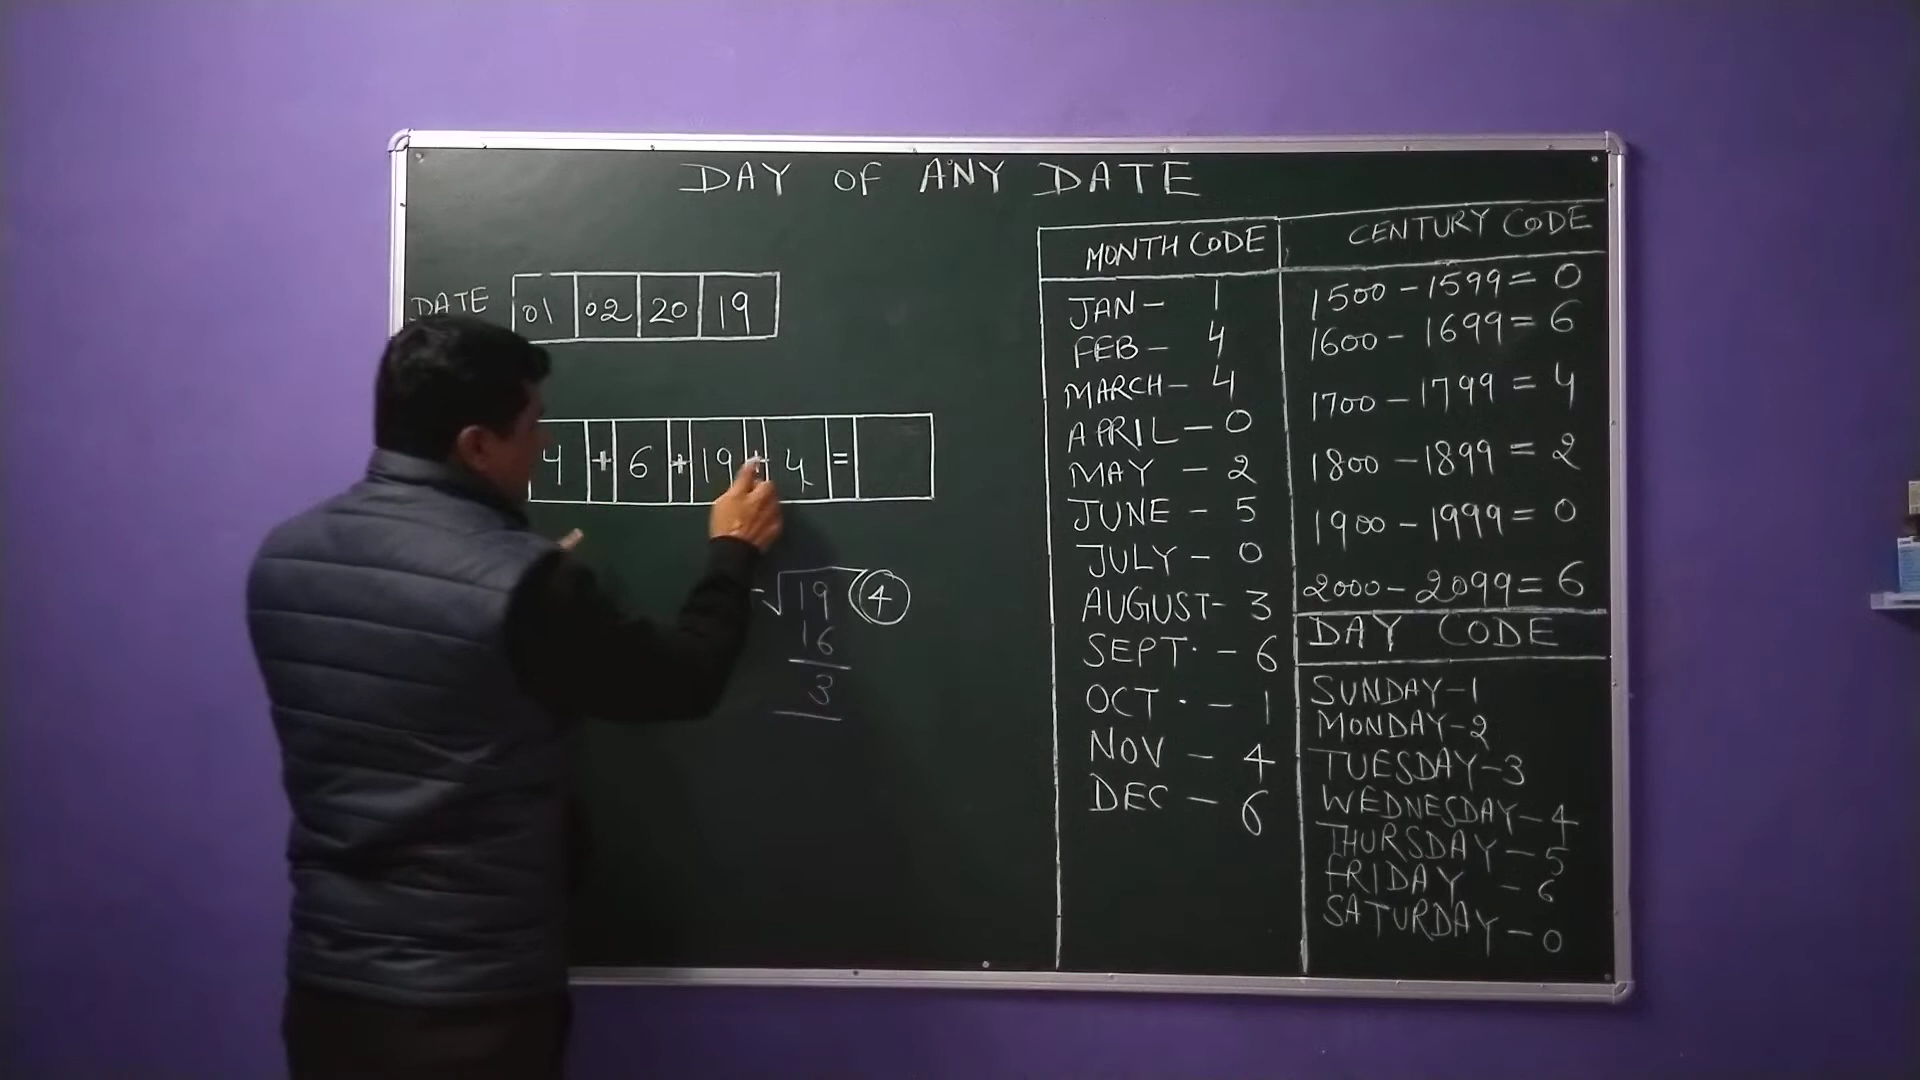 DAY OF ANY DATE
DATE 01 02 20 19
4 + 6 + 19 + 4 =
19 4
16
3
MONTH CODE
JAN - 1
FEB - 4
MARCH - 4
APRIL - 0
MAY - 2
JUNE - 5
JULY - 0
AUGUST - 3
SEPT. - 6
OCT. - 1
NOV - 4
DEC - 6
CENTURY CODE
1500 - 1599 = 0
1600 - 1699 = 6
1700 - 1799 = 4
1800 - 1899 = 2
1900 - 1999 = 0
2000 - 2099 = 6
DAY CODE
SUNDAY - 1
MONDAY - 2
TUESDAY - 3
WEDNESDAY - 4
THURSDAY - 5
FRIDAY - 6
SATURDAY - 0